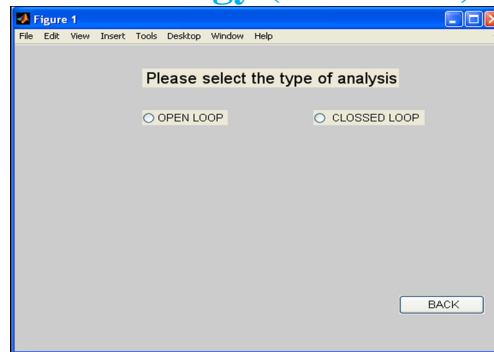 Figure 1
File Edit View Insert Tools Desktop Window Help
Please select the type of analysis
OPEN LOOP CLOSSED LOOP
BACK